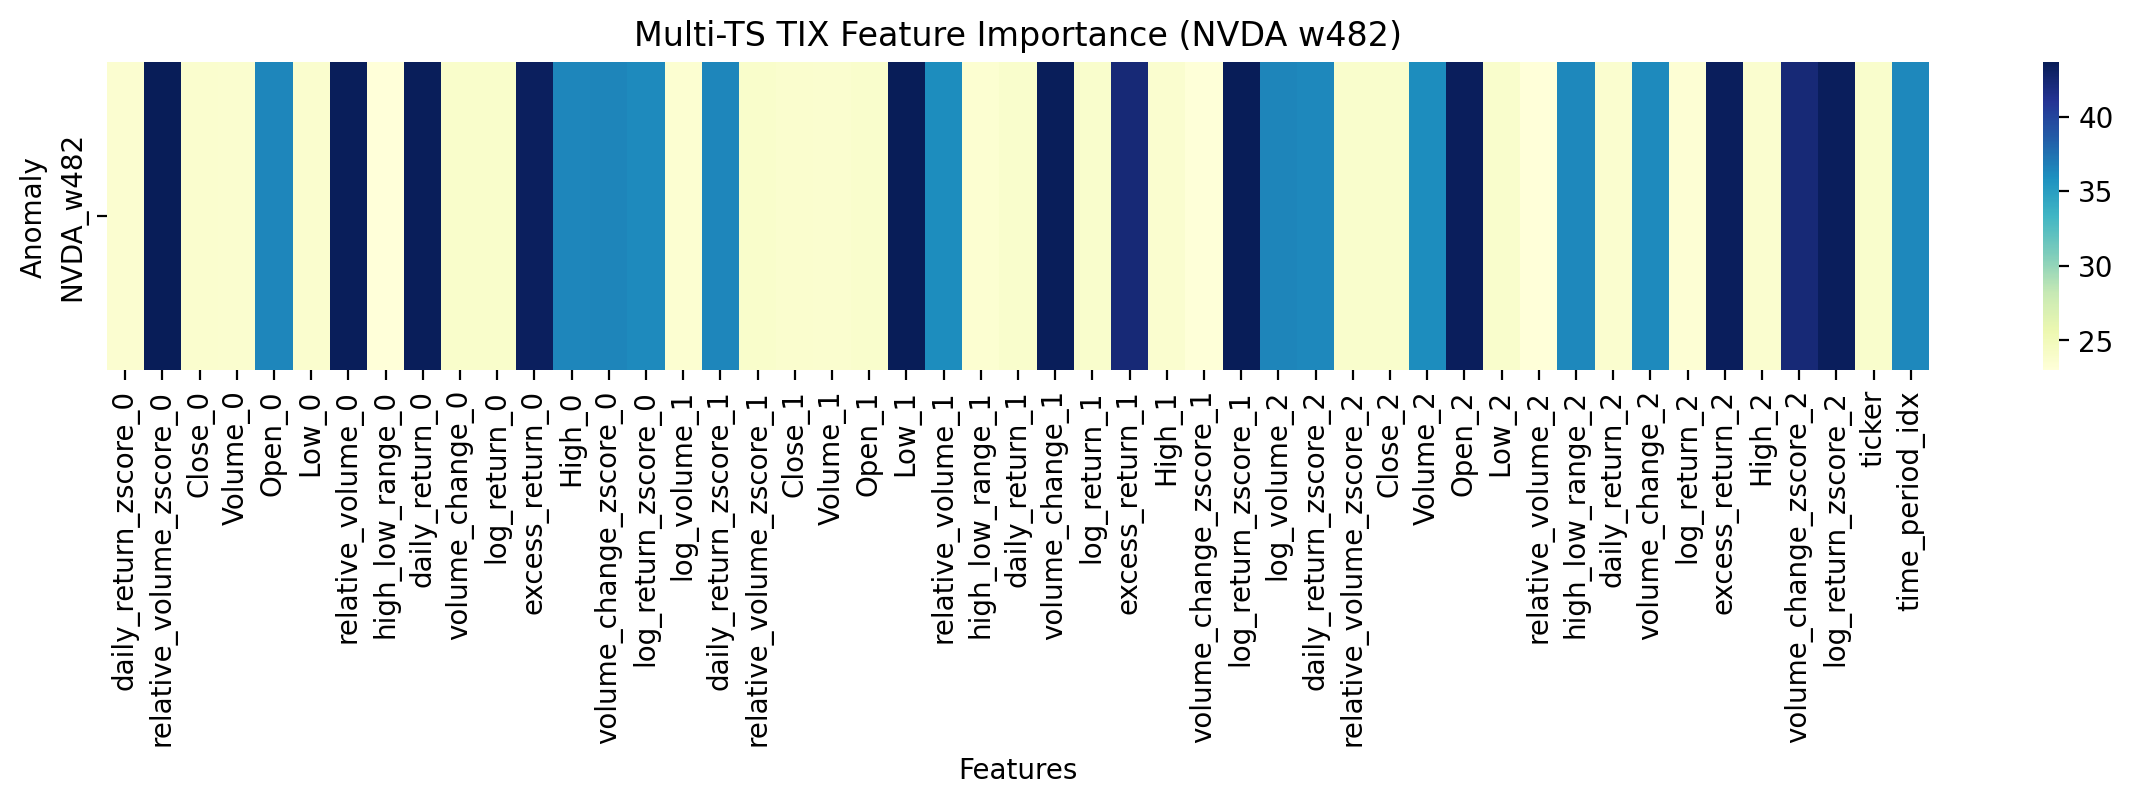 Multi-TS TIX Feature Importance (NVDA w482)
Anomaly
NVDA_w482
daily_return_zscore_0
relative_volume_zscore_0
Close_0
Volume_0
Open_0
Low_0
relative_volume_0
high_low_range_0
daily_return_0
volume_change_0
log_return_0
excess_return_0
High_0
volume_change_zscore_0
log_return_zscore_0
log_volume_1
daily_return_zscore_1
relative_volume_zscore_1
Close_1
Volume_1
Open_1
Low_1
relative_volume_1
high_low_range_1
daily_return_1
volume_change_1
log_return_1
excess_return_1
High_1
volume_change_zscore_1
log_return_zscore_1
log_volume_2
daily_return_zscore_2
relative_volume_zscore_2
Close_2
Volume_2
Open_2
Low_2
relative_volume_2
high_low_range_2
daily_return_2
volume_change_2
log_return_2
excess_return_2
High_2
volume_change_zscore_2
log_return_zscore_2
ticker
time_period_idx
Features
40
35
30
25